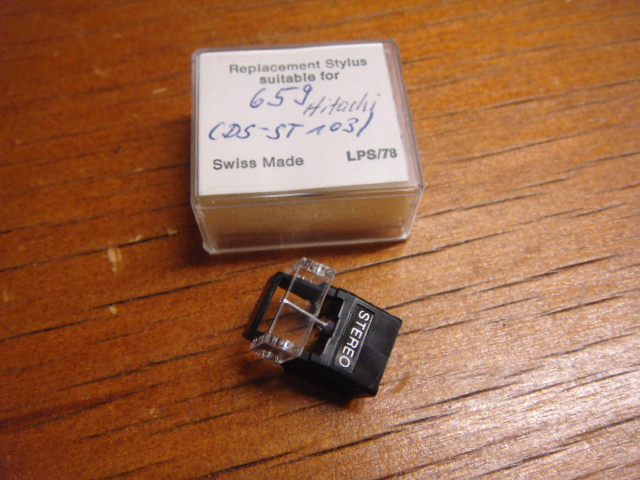 Replacement Stylus
suitable for
659 Hitachi
(DS-ST 103)
Swiss Made LPS/78
STEREO